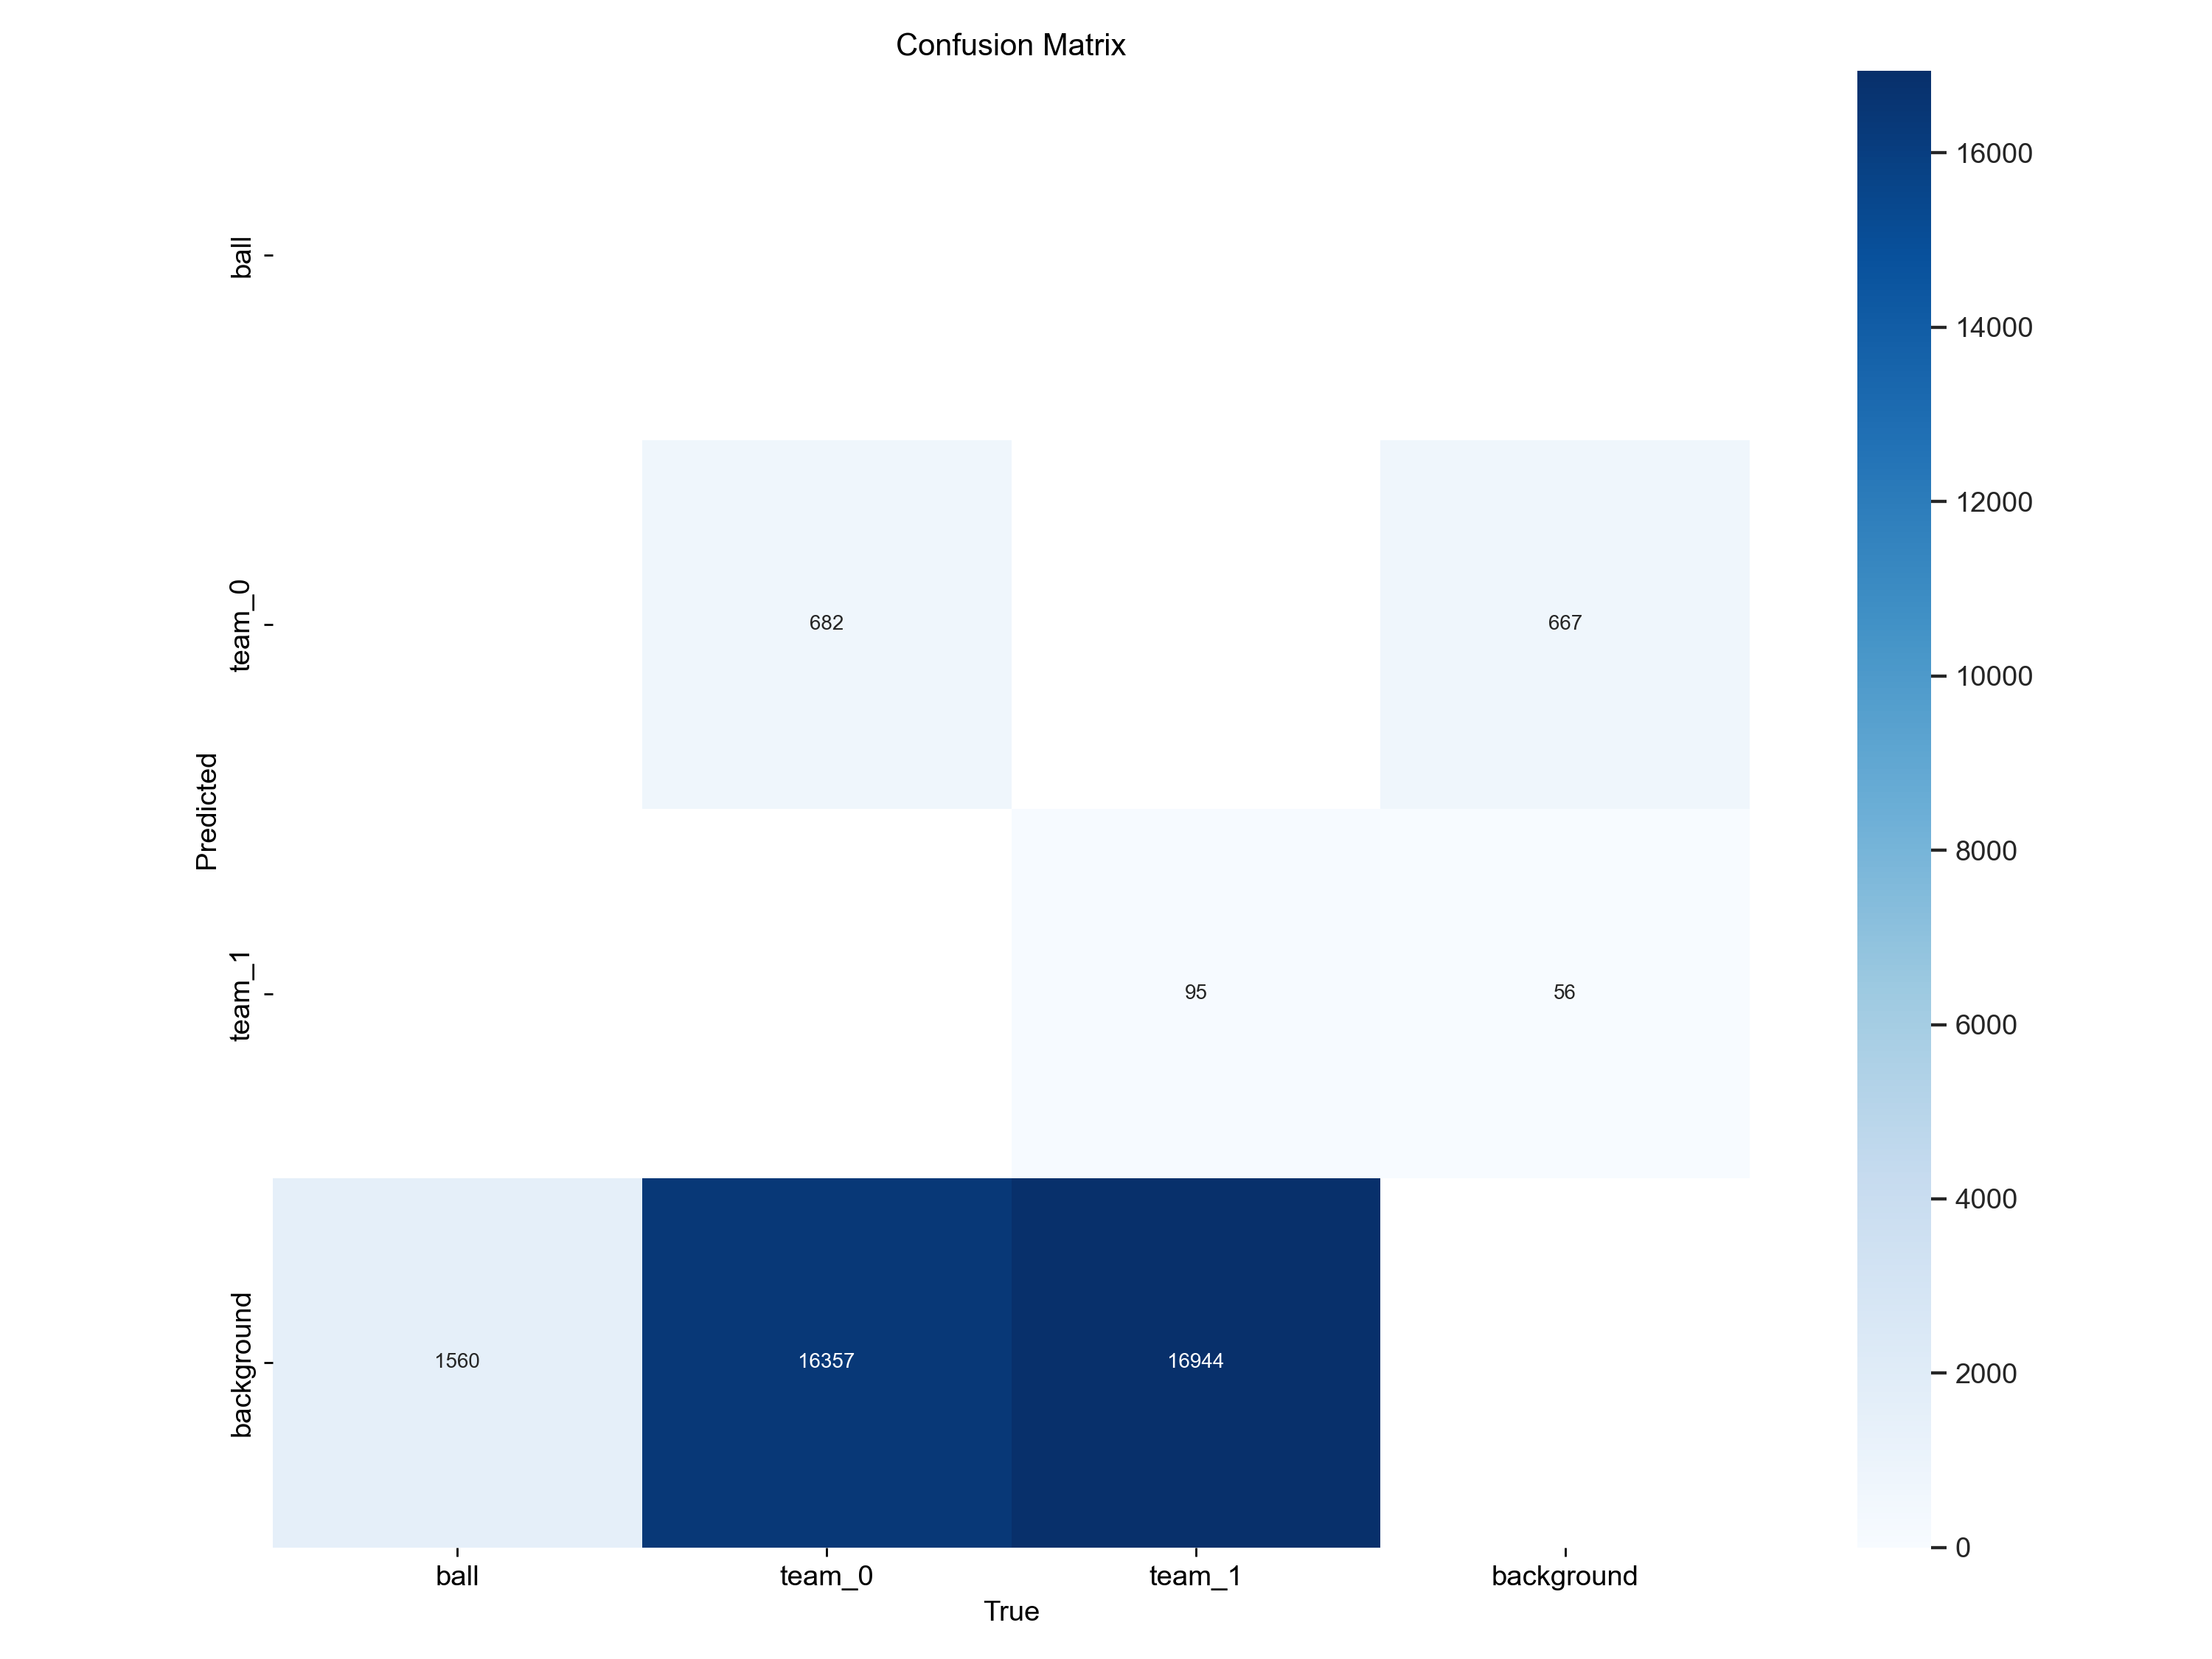 Confusion Matrix
ball
team_0
team_1
background
Predicted
682
667
95
56
1560
16357
16944
ball
team_0
team_1
background
True
16000
14000
12000
10000
8000
6000
4000
2000
0